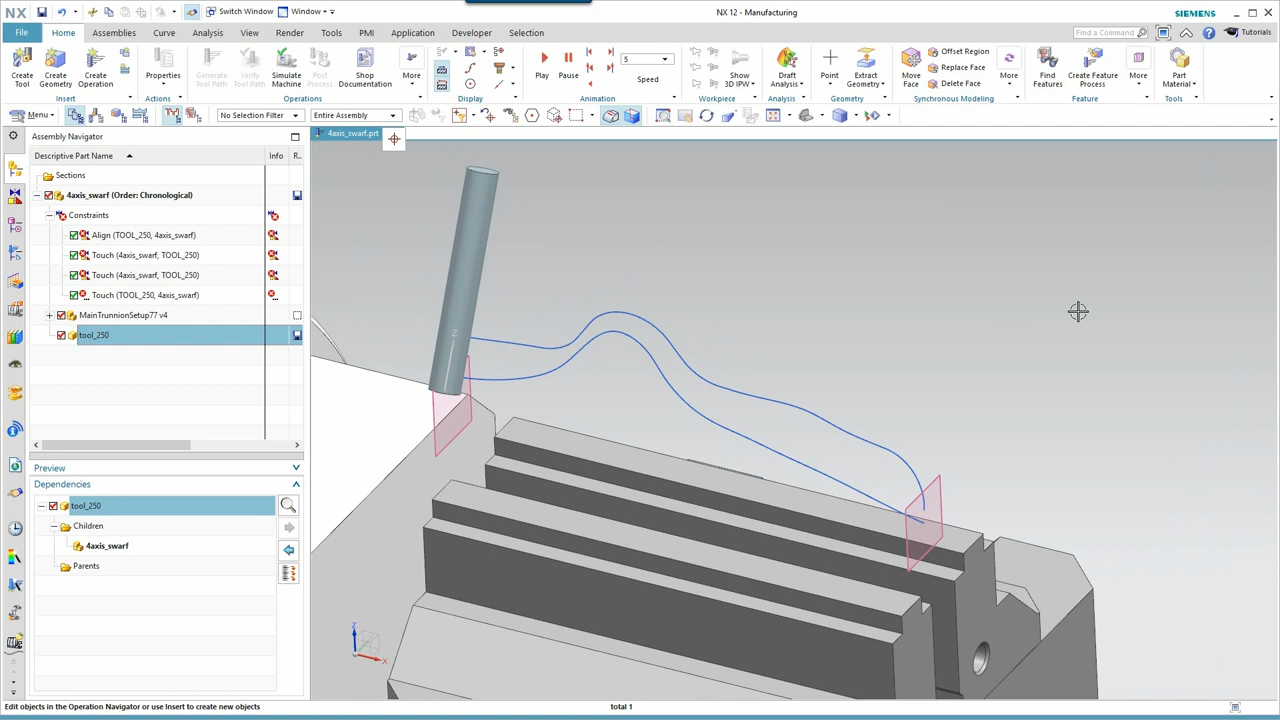 NX
Switch Window
Window
NX 12 - Manufacturing
SIEMENS
File
Home
Assemblies
Curve
Analysis
View
Render
Tools
PMI
Application
Developer
Selection
Find a Command
Tutorials
Create Tool
Create Geometry
Create Operation
Properties
Generate Tool Path
Verify Tool Path
Simulate Machine
Post Process
Shop Documentation
More
Play
Pause
5
Speed
Show 3D IPW
Draft Analysis
Point
Extract Geometry
Move Face
Offset Region
Replace Face
Delete Face
More
Find Features
Create Feature Process
More
Part Material
Insert
Actions
Operations
Display
Animation
Workpiece
Analysis
Geometry
Synchronous Modeling
Feature
Tools
Menu
No Selection Filter
Entire Assembly
Assembly Navigator
4axis_swarf.prt
Descriptive Part Name
Info
R..
Sections
4axis_swarf (Order: Chronological)
Constraints
Align (TOOL_250, 4axis_swarf)
Touch (4axis_swarf, TOOL_250)
Touch (4axis_swarf, TOOL_250)
Touch (TOOL_250, 4axis_swarf)
MainTrunnionSetup77 v4
tool_250
Z
Preview
Dependencies
tool_250
Children
4axis_swarf
Parents
Z
X
Edit objects in the Operation Navigator or use Insert to create new objects
total 1